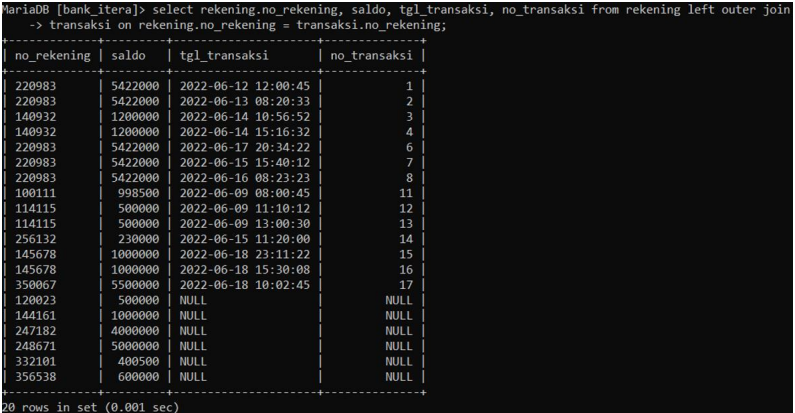 MariaDB [bank_itera]> select rekening.no_rekening, saldo, tgl_transaksi, no_transaksi from rekening left outer join
    -> transaksi on rekening.no_rekening = transaksi.no_rekening;
+-------------+---------+---------------------+--------------+
| no_rekening | saldo   | tgl_transaksi       | no_transaksi |
+-------------+---------+---------------------+--------------+
| 220983      | 5422000 | 2022-06-12 12:00:45 |            1 |
| 220983      | 5422000 | 2022-06-13 08:20:33 |            2 |
| 140932      | 1200000 | 2022-06-14 10:56:52 |            3 |
| 140932      | 1200000 | 2022-06-14 15:16:32 |            4 |
| 220983      | 5422000 | 2022-06-17 20:34:22 |            6 |
| 220983      | 5422000 | 2022-06-15 15:40:12 |            7 |
| 220983      | 5422000 | 2022-06-16 08:23:23 |            8 |
| 100111      |  998500 | 2022-06-09 08:00:45 |           11 |
| 114115      |  500000 | 2022-06-09 11:10:12 |           12 |
| 114115      |  500000 | 2022-06-09 13:00:30 |           13 |
| 256132      |  230000 | 2022-06-15 11:20:00 |           14 |
| 145678      | 1000000 | 2022-06-18 23:11:22 |           15 |
| 145678      | 1000000 | 2022-06-18 15:30:08 |           16 |
| 350067      | 5500000 | 2022-06-18 10:02:45 |           17 |
| 120023      |  500000 | NULL                |         NULL |
| 144161      | 1000000 | NULL                |         NULL |
| 247182      | 4000000 | NULL                |         NULL |
| 248671      | 5000000 | NULL                |         NULL |
| 332101      |  400500 | NULL                |         NULL |
| 356538      |  600000 | NULL                |         NULL |
+-------------+---------+---------------------+--------------+
20 rows in set (0.001 sec)